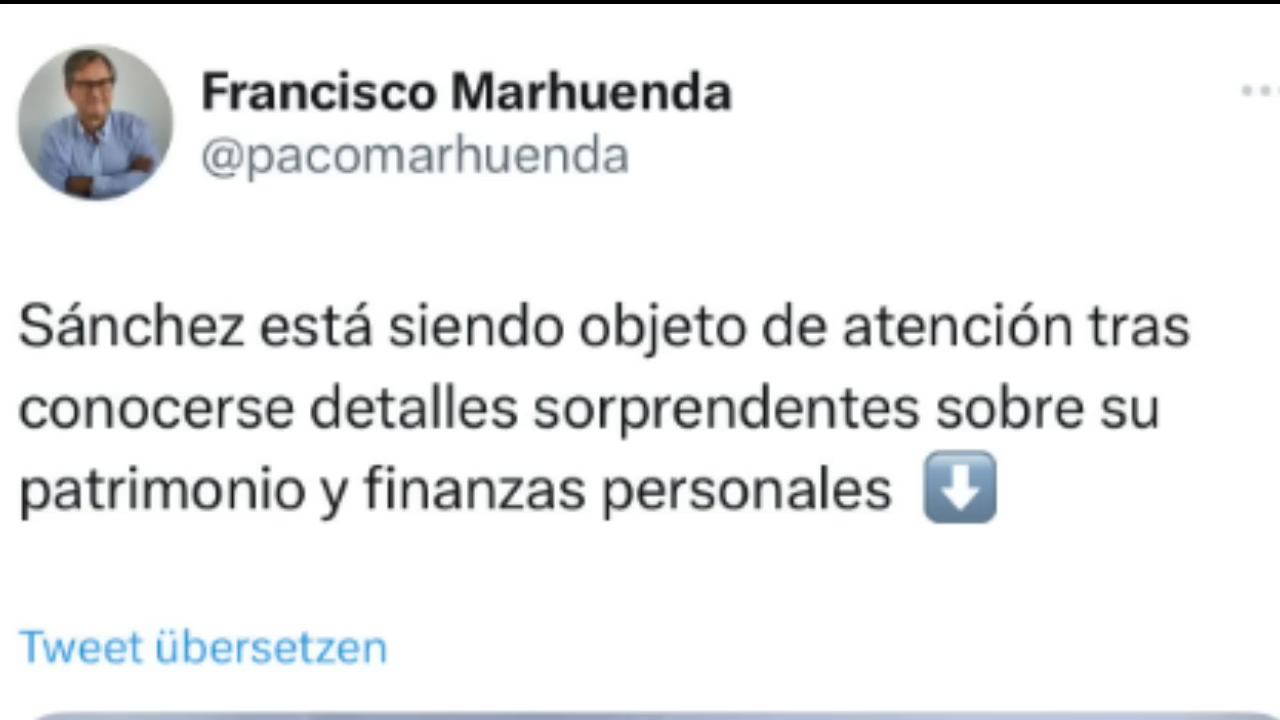 Francisco Marhuenda
@pacomarhuenda
Sánchez está siendo objeto de atención tras
conocerse detalles sorprendentes sobre su
patrimonio y finanzas personales ⬇️
Tweet übersetzen